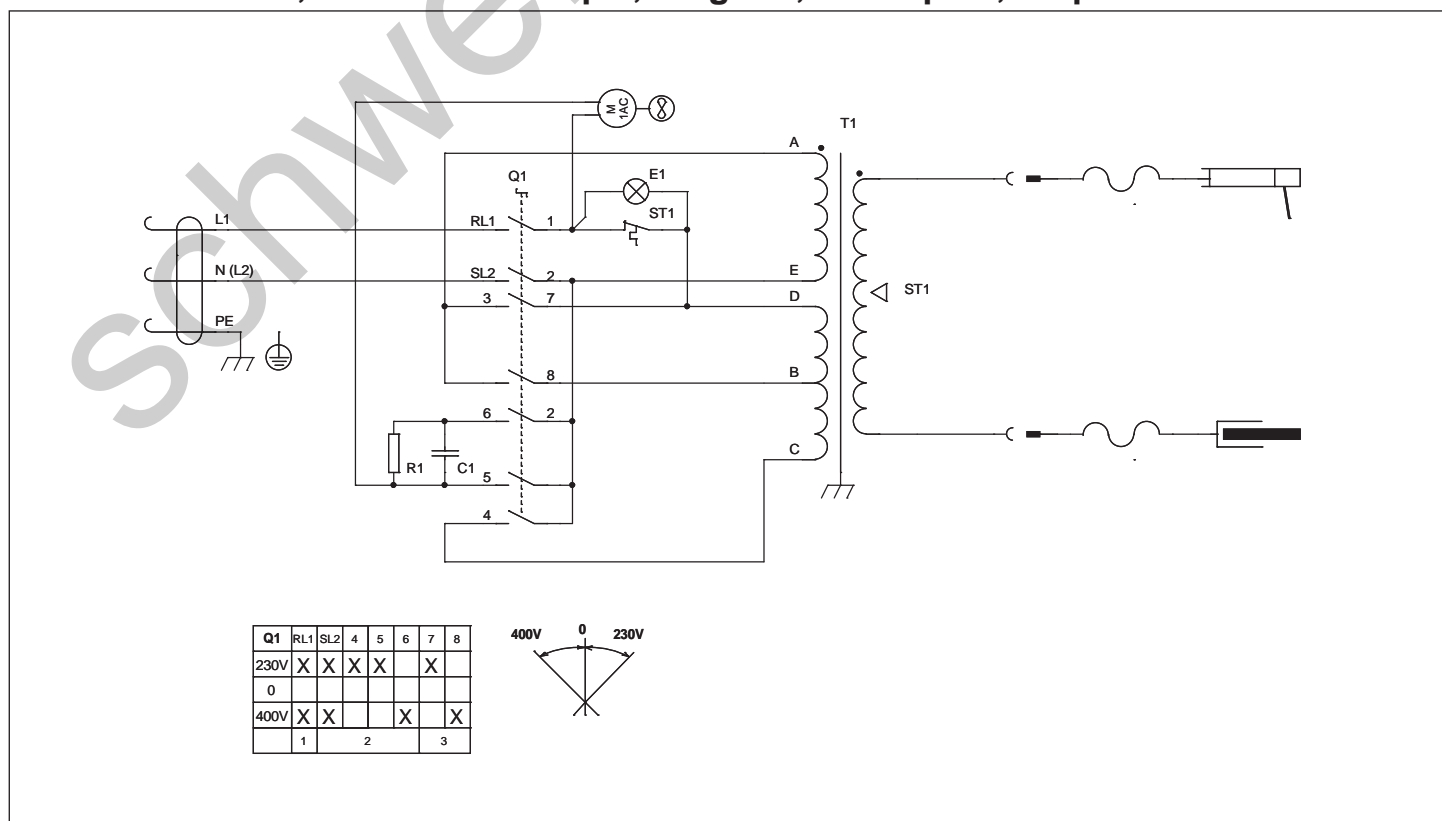 schwe
M
1AC
T1
A
Q1
E1
L1
RL1
1
ST1
N (L2)
SL2
2
E
3
7
D
ST1
PE
8
B
6
2
R1
C1
5
C
4
Q1 RL1 SL2 4 5 6 7 8
230V X X X X X
0
400V X X X X
1 2 3
400V 0 230V